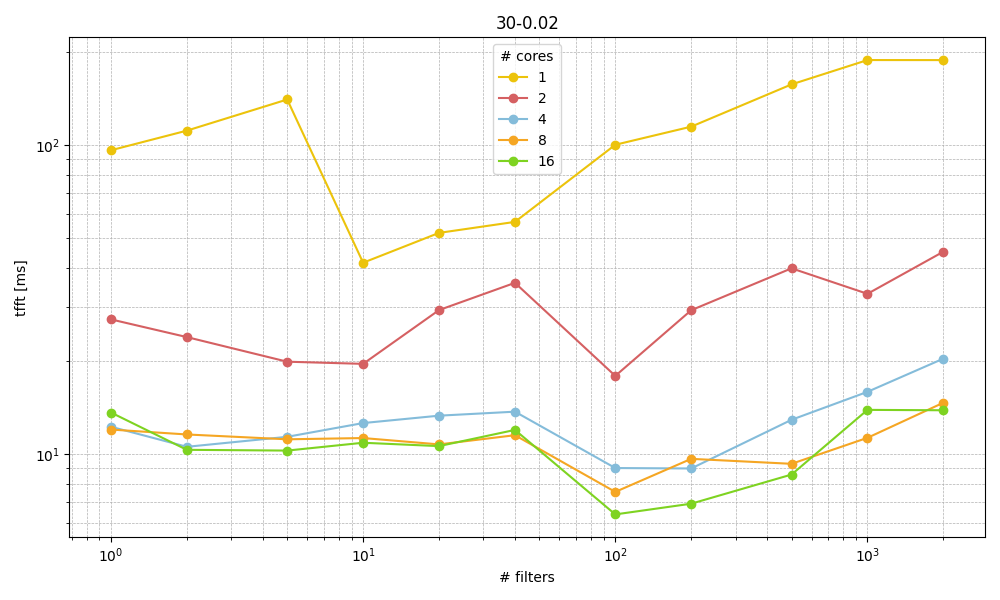 30-0.02
# cores
1
2
4
8
16
10²
10¹
tfft [ms]
10⁰ 10¹ 10² 10³
# filters